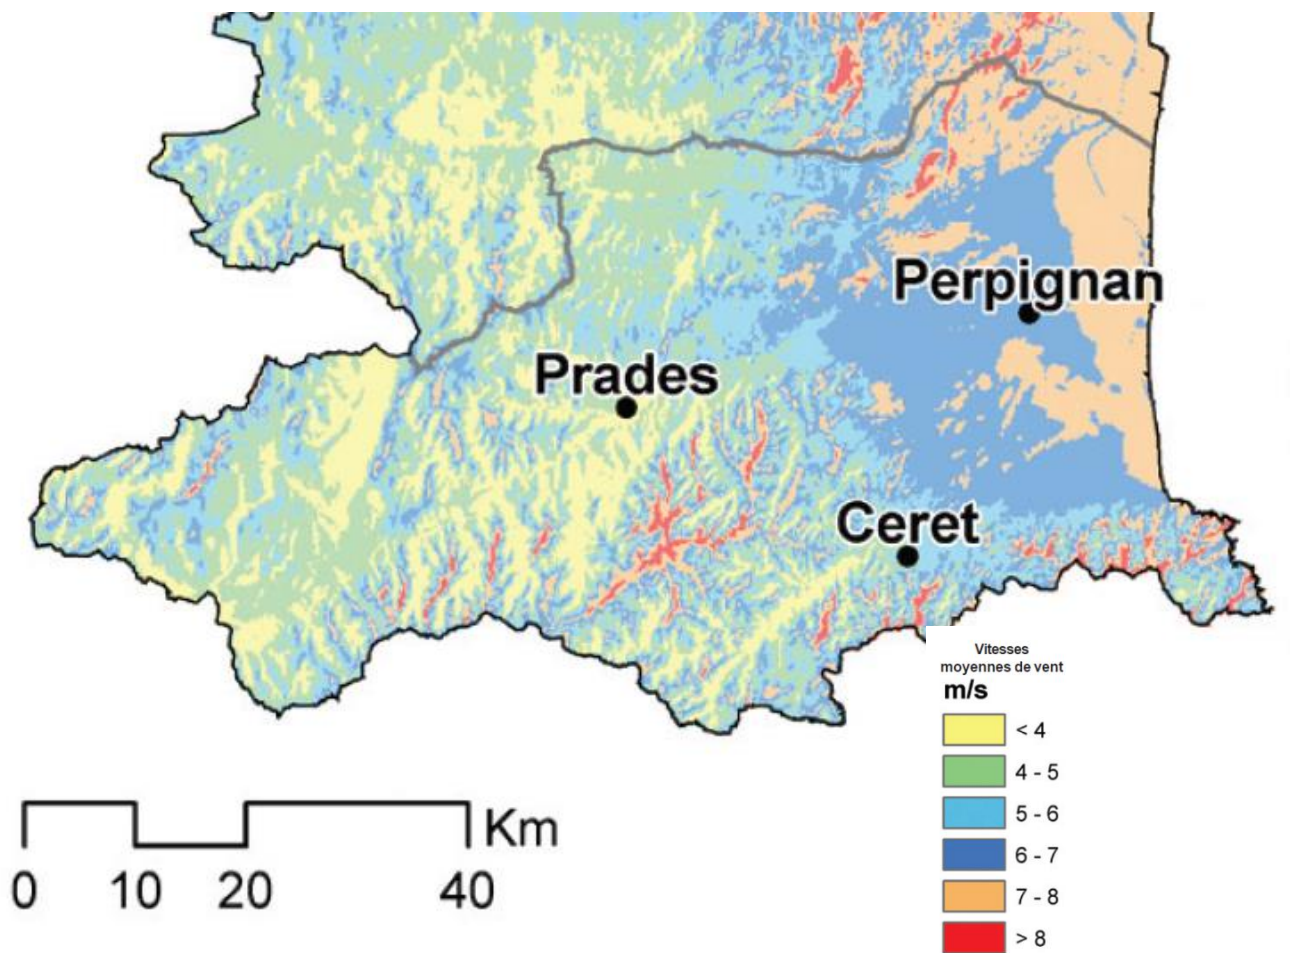 Perpignan
Prades
Ceret
Vitesses
moyennes de vent
m/s
< 4
4 - 5
5 - 6
6 - 7
7 - 8
> 8
Km
0 10 20 40